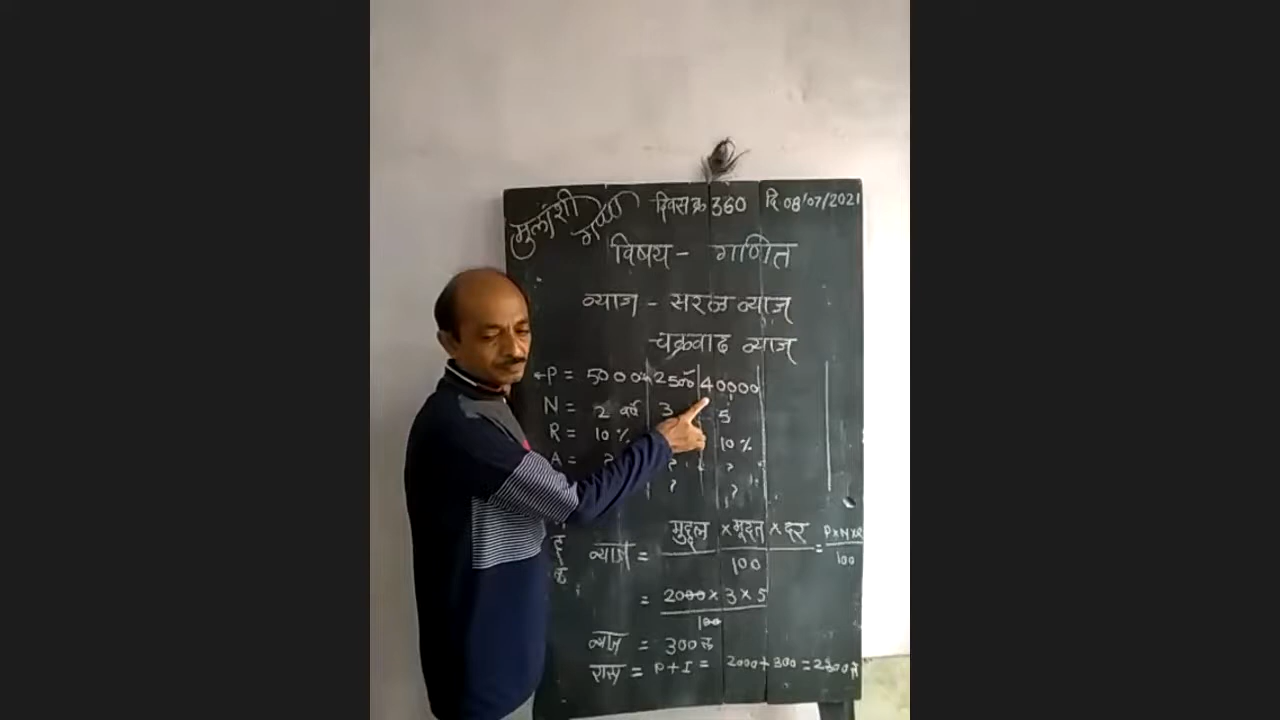 मुलांशी गप्पा दिवस क्र 360 दि 08/07/2021
विषय - गणित
व्याज - सरळ व्याज
- चक्रवाढ व्याज
P = 5000 2500 40000
N = 2 वर्षे 3 5
R = 10% 10%
A = ? ? ?
? ?
व्याज = मुद्दल × मूदत × दर / 100 = P×N×R / 100
= 2000 × 3 × 5 / 100
व्याज = 300 रु
रास = P + I = 2000 + 300 = 2300 रु